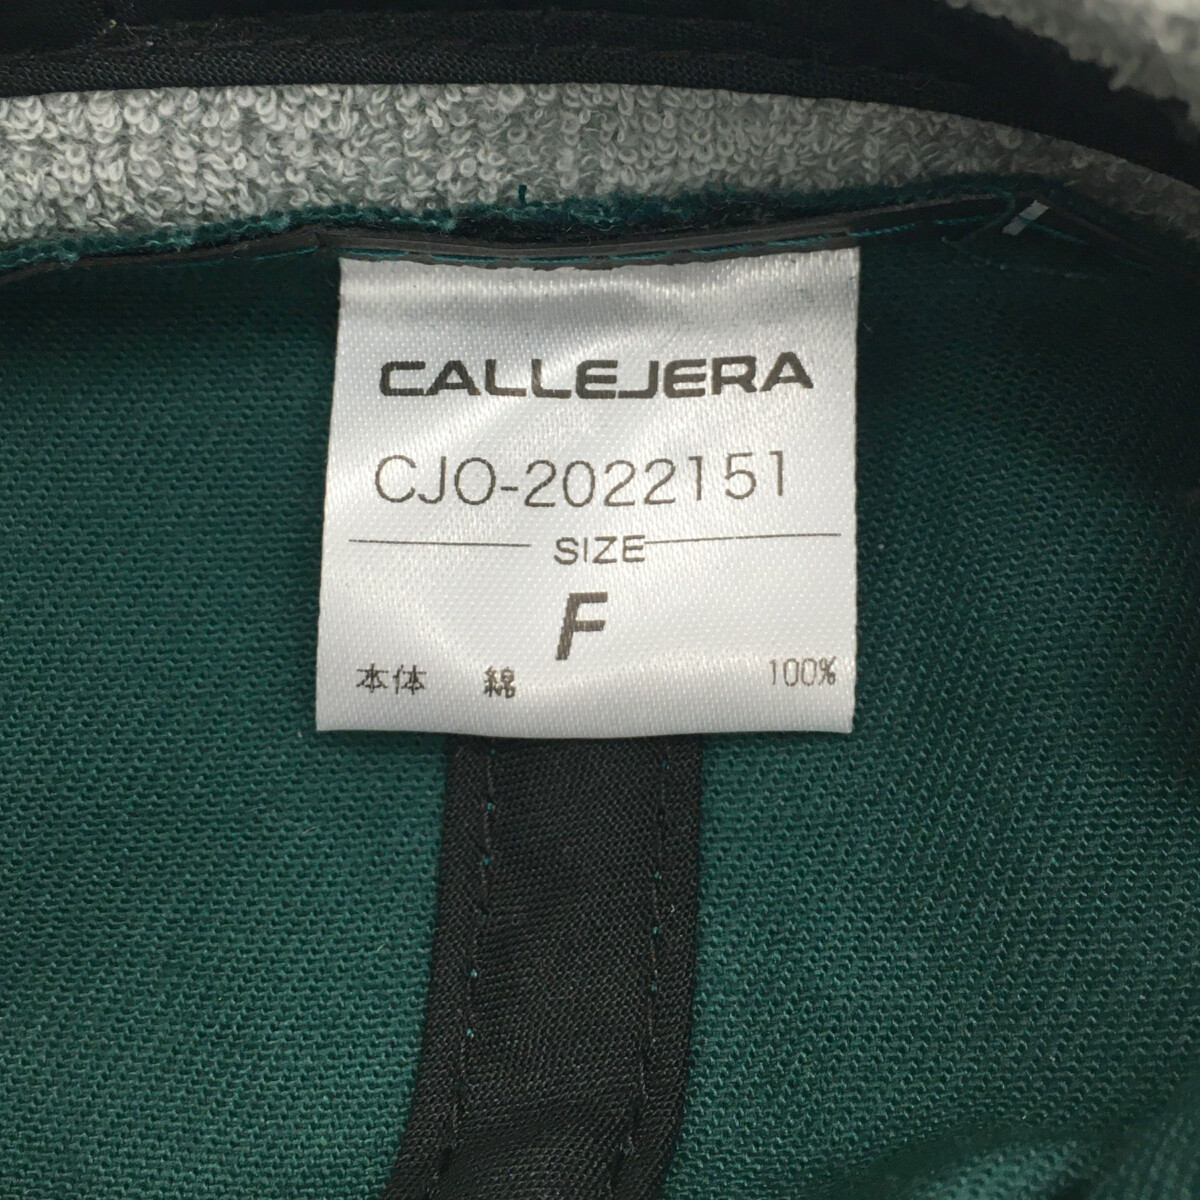 CALLEJERA
CJO-2022151
SIZE
F
本体 綿 100%